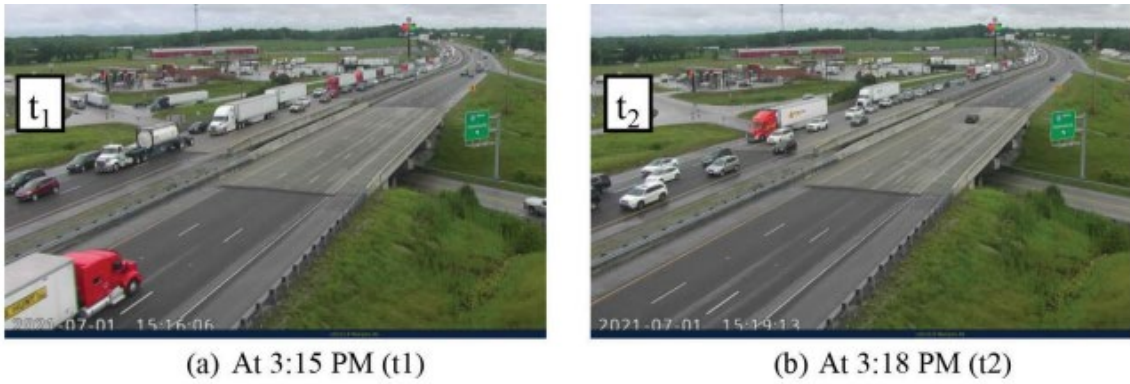 t1
t2
2021-07-01 15:16:06
2021-07-01 15:19:13
(a) At 3:15 PM (t1)
(b) At 3:18 PM (t2)